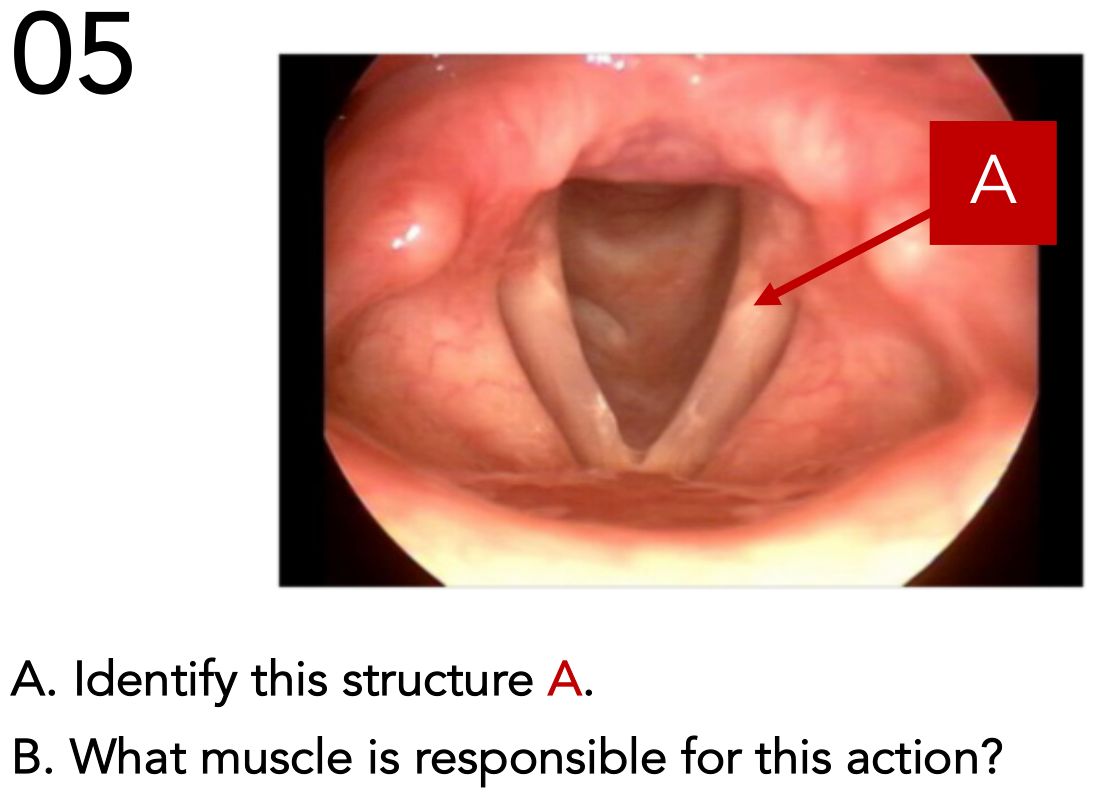 05
A
A. Identify this structure A.
B. What muscle is responsible for this action?